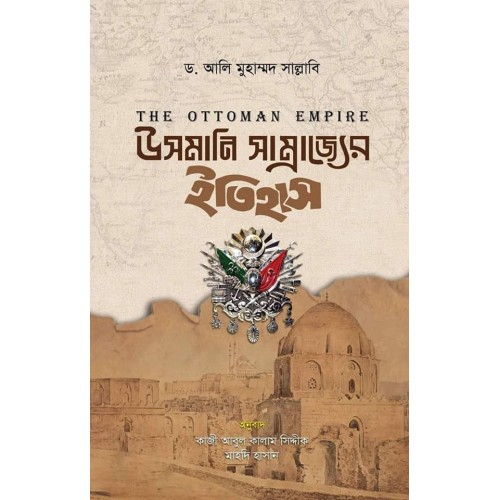 ড. আলি মুহাম্মদ সাল্লাবি
THE OTTOMAN EMPIRE
উসমানি সাম্রাজ্যের
ইতিহাস
অনুবাদ
কাজী আবুল কালাম সিদ্দীক
মাহদি হাসান